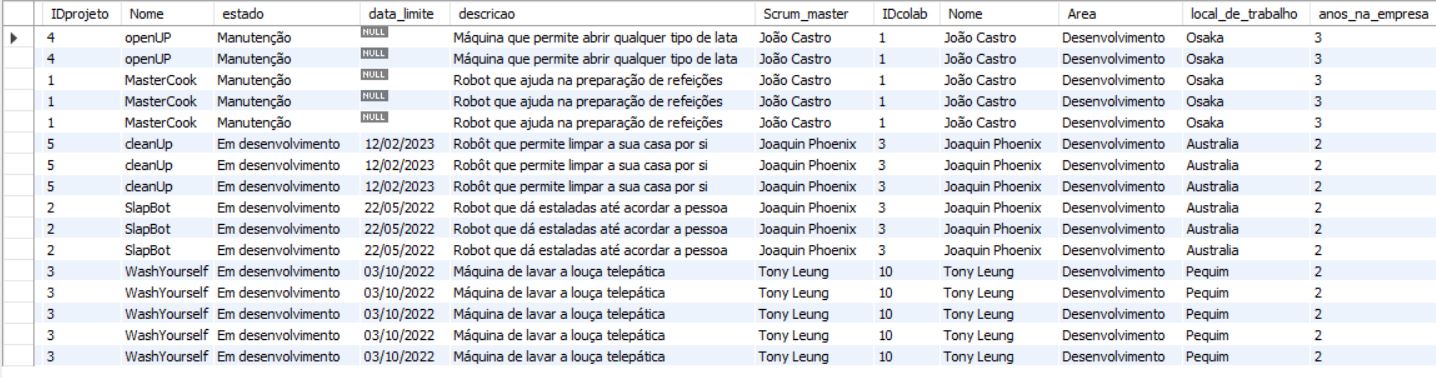 IDprojeto Nome estado data_limite descricao Scrum_master IDcolab Nome Area local_de_trabalho anos_na_empresa
4 openUP Manutenção NULL Máquina que permite abrir qualquer tipo de lata João Castro 1 João Castro Desenvolvimento Osaka 3
4 openUP Manutenção NULL Máquina que permite abrir qualquer tipo de lata João Castro 1 João Castro Desenvolvimento Osaka 3
1 MasterCook Manutenção NULL Robot que ajuda na preparação de refeições João Castro 1 João Castro Desenvolvimento Osaka 3
1 MasterCook Manutenção NULL Robot que ajuda na preparação de refeições João Castro 1 João Castro Desenvolvimento Osaka 3
1 MasterCook Manutenção NULL Robot que ajuda na preparação de refeições João Castro 1 João Castro Desenvolvimento Osaka 3
5 cleanUp Em desenvolvimento 12/02/2023 Robôt que permite limpar a sua casa por si Joaquin Phoenix 3 Joaquin Phoenix Desenvolvimento Australia 2
5 cleanUp Em desenvolvimento 12/02/2023 Robôt que permite limpar a sua casa por si Joaquin Phoenix 3 Joaquin Phoenix Desenvolvimento Australia 2
5 cleanUp Em desenvolvimento 12/02/2023 Robôt que permite limpar a sua casa por si Joaquin Phoenix 3 Joaquin Phoenix Desenvolvimento Australia 2
2 SlapBot Em desenvolvimento 22/05/2022 Robot que dá estaladas até acordar a pessoa Joaquin Phoenix 3 Joaquin Phoenix Desenvolvimento Australia 2
2 SlapBot Em desenvolvimento 22/05/2022 Robot que dá estaladas até acordar a pessoa Joaquin Phoenix 3 Joaquin Phoenix Desenvolvimento Australia 2
2 SlapBot Em desenvolvimento 22/05/2022 Robot que dá estaladas até acordar a pessoa Joaquin Phoenix 3 Joaquin Phoenix Desenvolvimento Australia 2
3 WashYourself Em desenvolvimento 03/10/2022 Máquina de lavar a louça telepática Tony Leung 10 Tony Leung Desenvolvimento Pequim 2
3 WashYourself Em desenvolvimento 03/10/2022 Máquina de lavar a louça telepática Tony Leung 10 Tony Leung Desenvolvimento Pequim 2
3 WashYourself Em desenvolvimento 03/10/2022 Máquina de lavar a louça telepática Tony Leung 10 Tony Leung Desenvolvimento Pequim 2
3 WashYourself Em desenvolvimento 03/10/2022 Máquina de lavar a louça telepática Tony Leung 10 Tony Leung Desenvolvimento Pequim 2
3 WashYourself Em desenvolvimento 03/10/2022 Máquina de lavar a louça telepática Tony Leung 10 Tony Leung Desenvolvimento Pequim 2